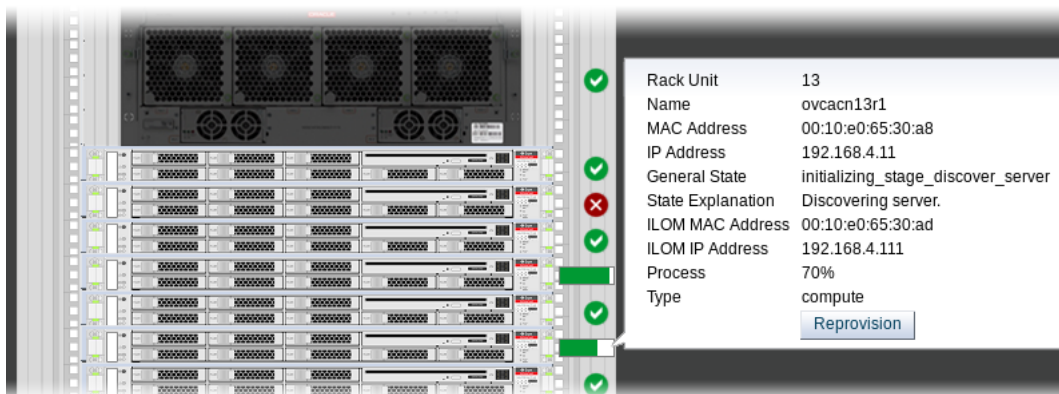 ORACLE
Rack Unit 13
Name ovcacn13r1
MAC Address 00:10:e0:65:30:a8
IP Address 192.168.4.11
General State initializing_stage_discover_server
State Explanation Discovering server.
ILOM MAC Address 00:10:e0:65:30:ad
ILOM IP Address 192.168.4.111
Process 70%
Type compute
Reprovision